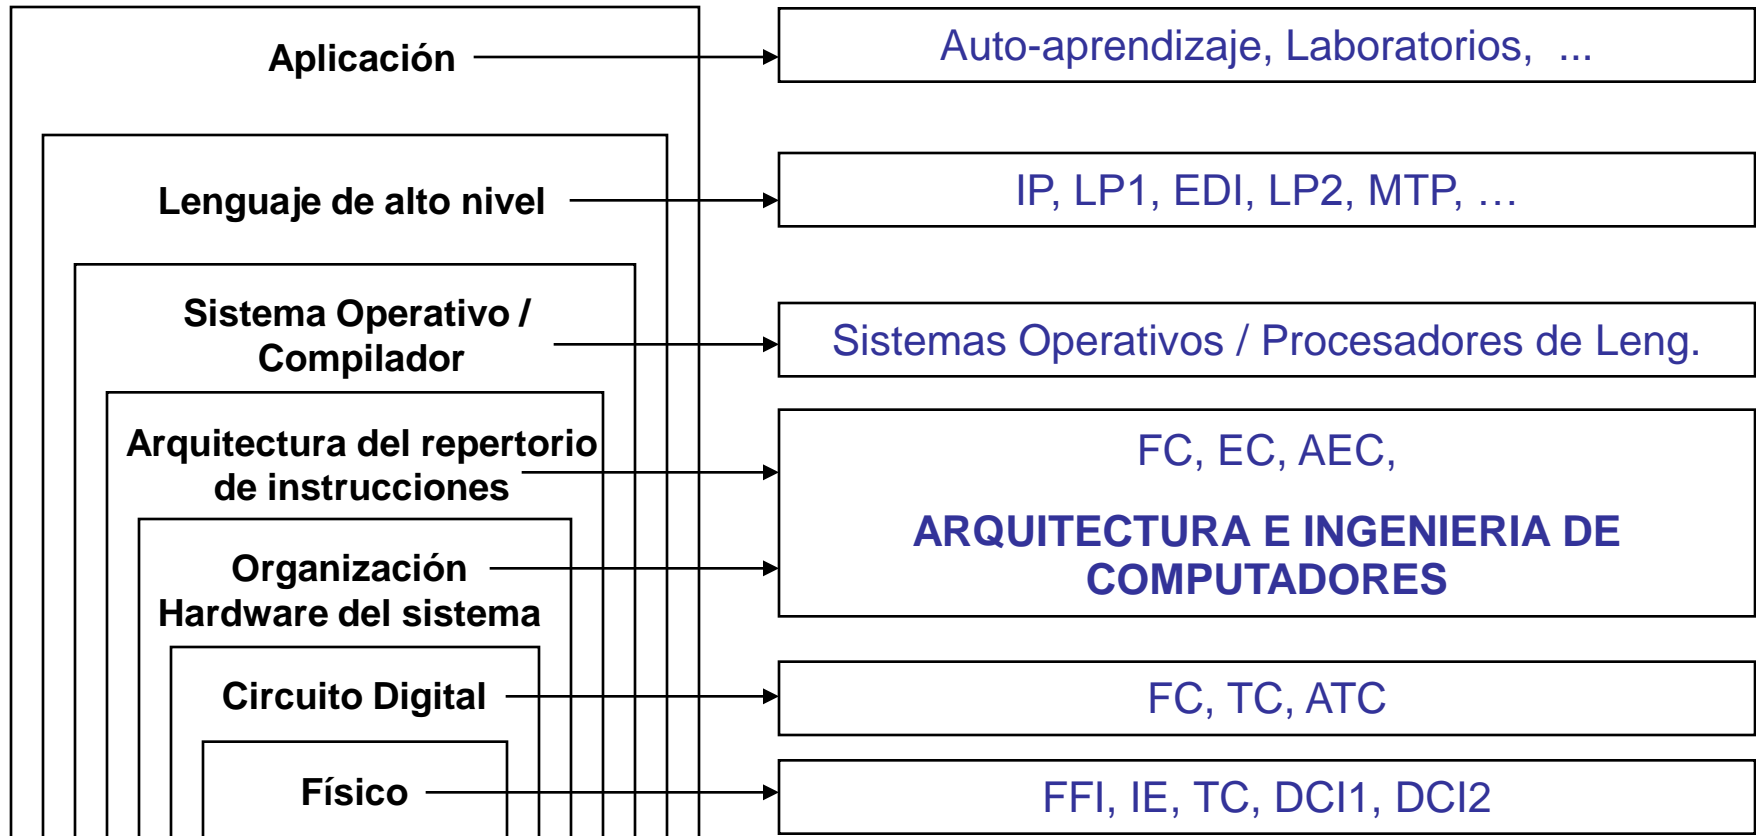 Aplicación
Auto-aprendizaje, Laboratorios, ...
Lenguaje de alto nivel
IP, LP1, EDI, LP2, MTP, …
Sistema Operativo /
Compilador
Sistemas Operativos / Procesadores de Leng.
Arquitectura del repertorio
de instrucciones
FC, EC, AEC,
ARQUITECTURA E INGENIERIA DE
COMPUTADORES
Organización
Hardware del sistema
Circuito Digital
FC, TC, ATC
Físico
FFI, IE, TC, DCI1, DCI2